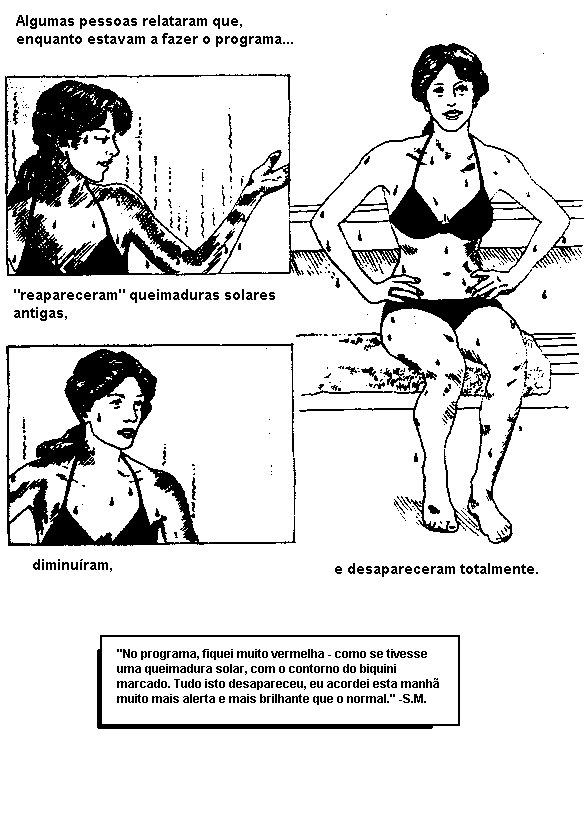 Algumas pessoas relataram que,
enquanto estavam a fazer o programa...
"reapareceram" queimaduras solares
antigas,
diminuíram,
e desapareceram totalmente.
"No programa, fiquei muito vermelha - como se tivesse
uma queimadura solar, com o contorno do biquini
marcado. Tudo isto desapareceu, eu acordei esta manhã
muito mais alerta e mais brilhante que o normal." -S.M.